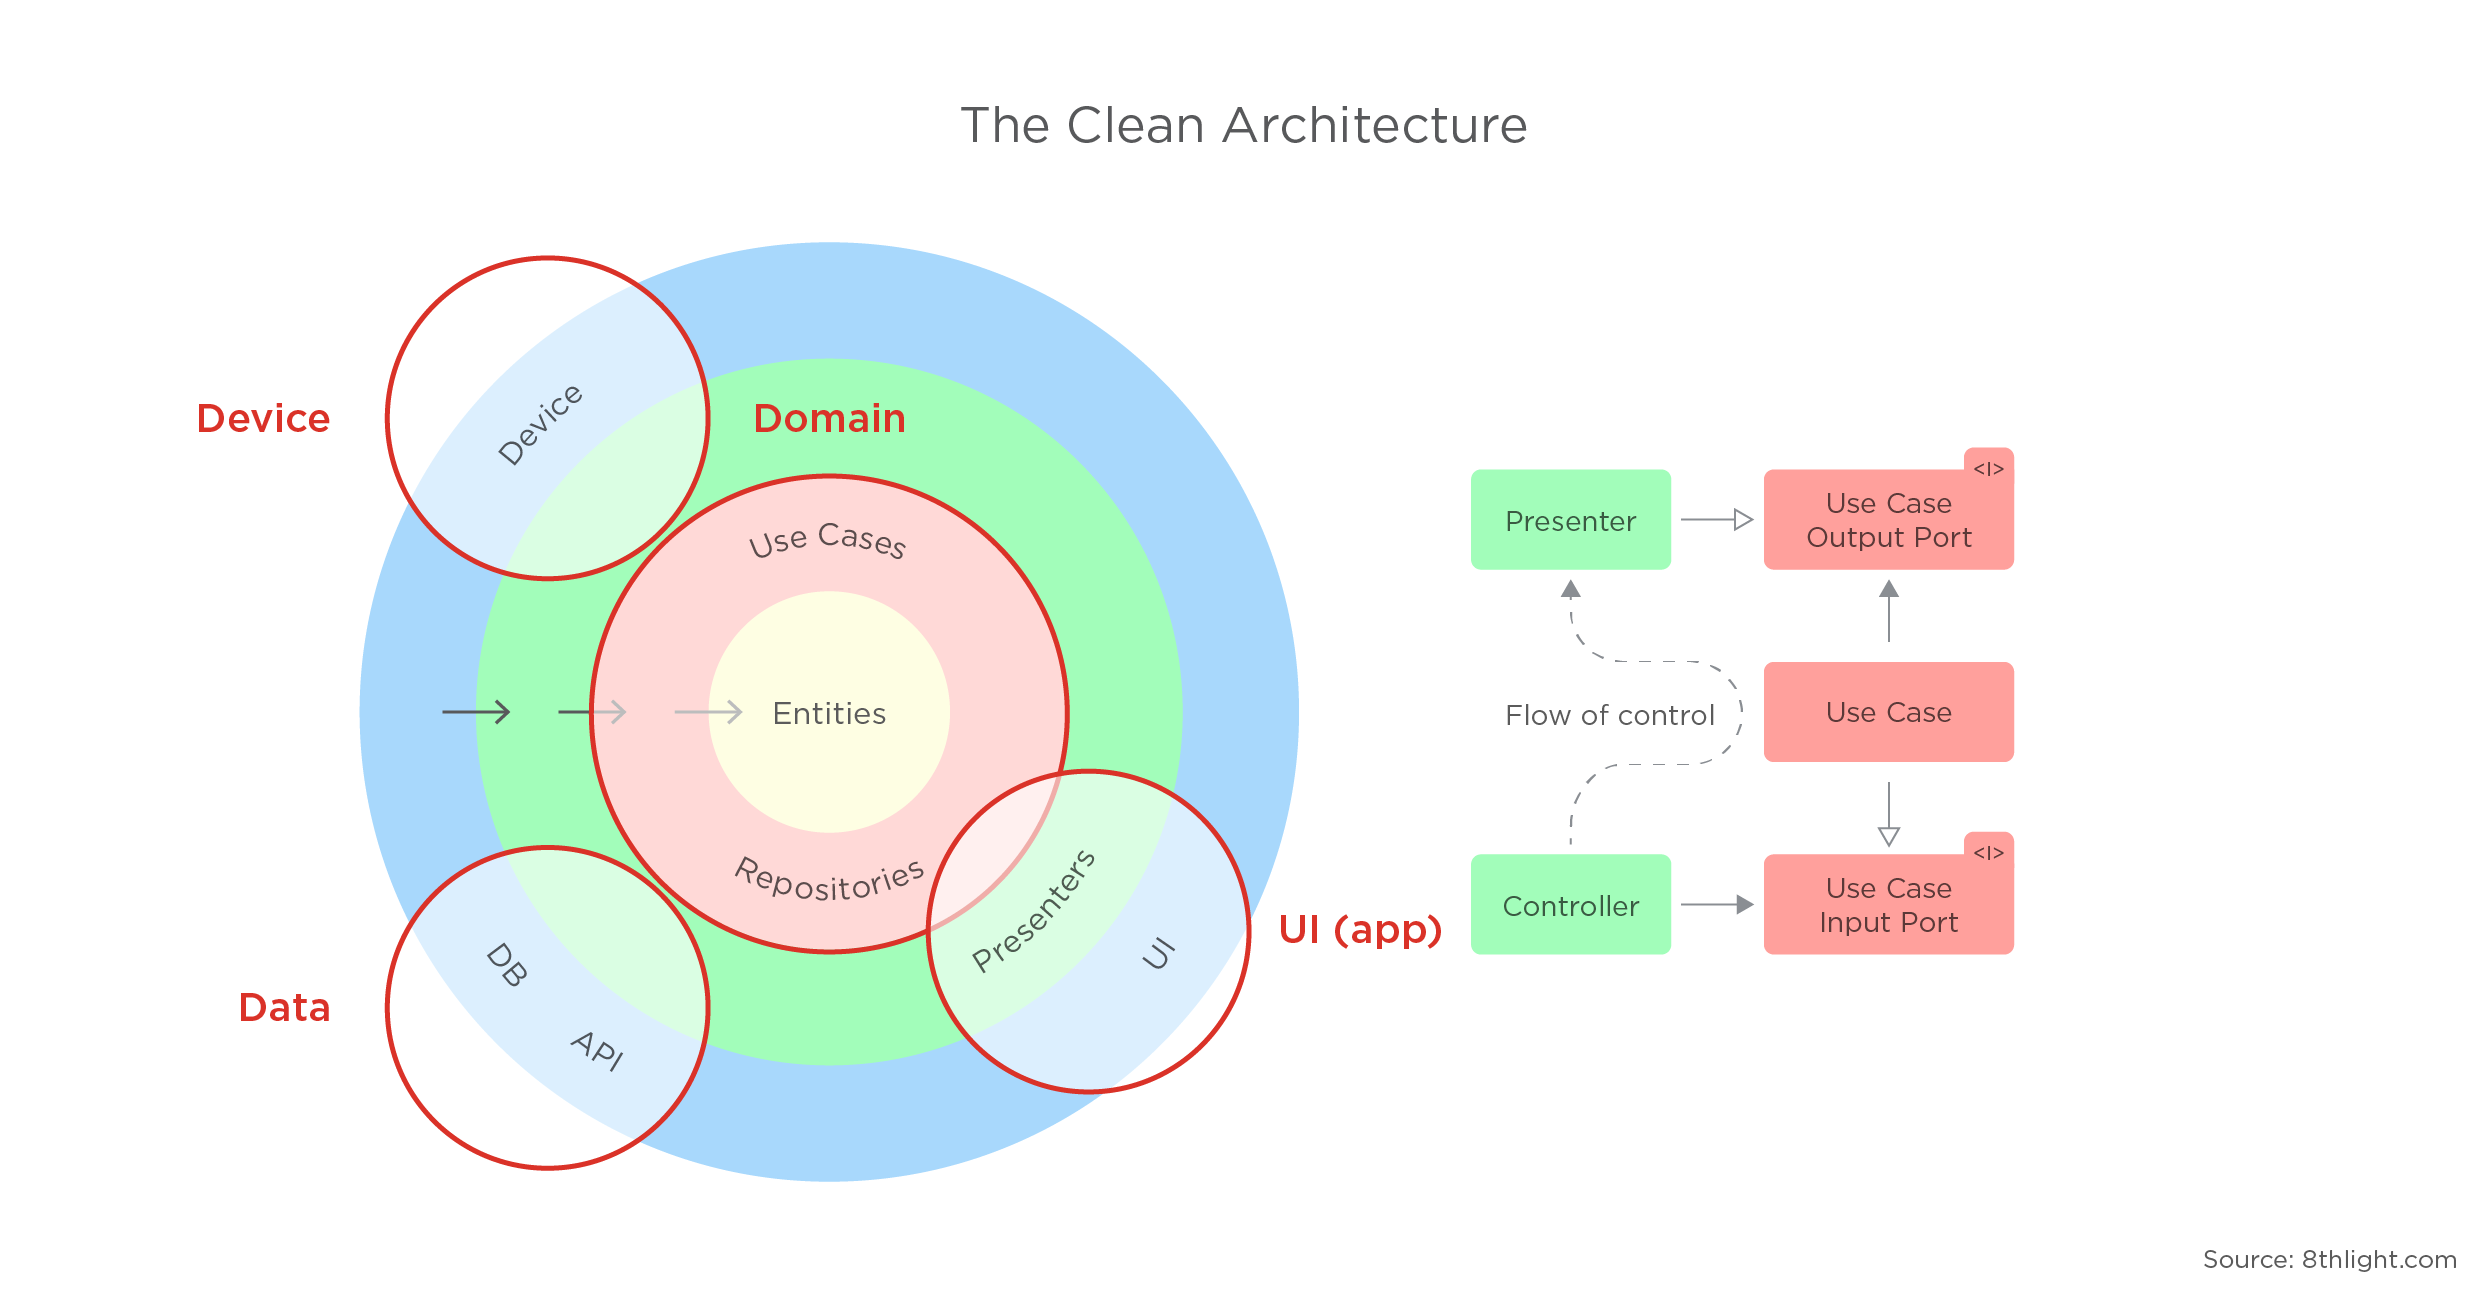 The Clean Architecture
Device
Device
Domain
Use Cases
Entities
Repositories
Presenters
UI
UI (app)
DB
API
Data
Presenter
<I>
Use Case
Output Port
Flow of control
Use Case
Controller
<I>
Use Case
Input Port
Source: 8thlight.com